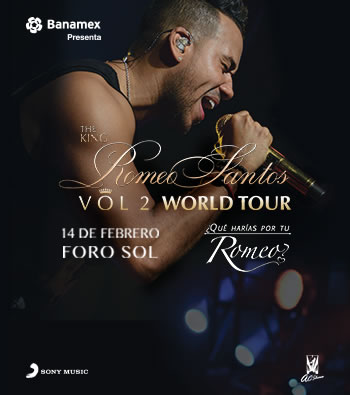 Banamex
Presenta
THE
KING
Romeo Santos
VOL 2 WORLD TOUR
14 DE FEBRERO
FORO SOL
¿QUÉ HARÍAS POR TU
Romeo?
SONY MUSIC